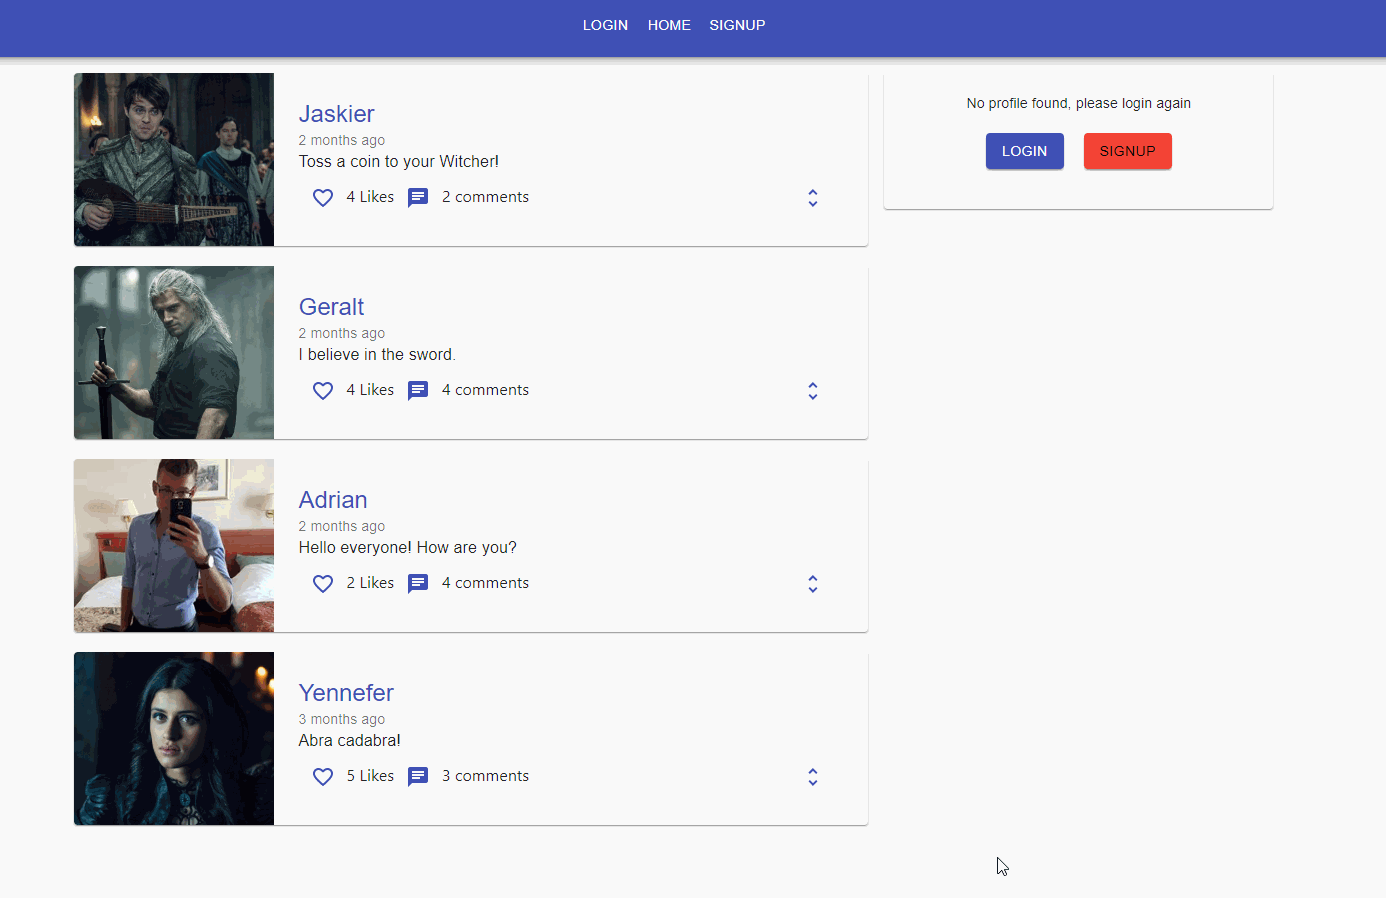 LOGIN HOME SIGNUP
Jaskier
2 months ago
Toss a coin to your Witcher!
4 Likes 2 comments
Geralt
2 months ago
I believe in the sword.
4 Likes 4 comments
Adrian
2 months ago
Hello everyone! How are you?
2 Likes 4 comments
Yennefer
3 months ago
Abra cadabra!
5 Likes 3 comments
No profile found, please login again
LOGIN SIGNUP